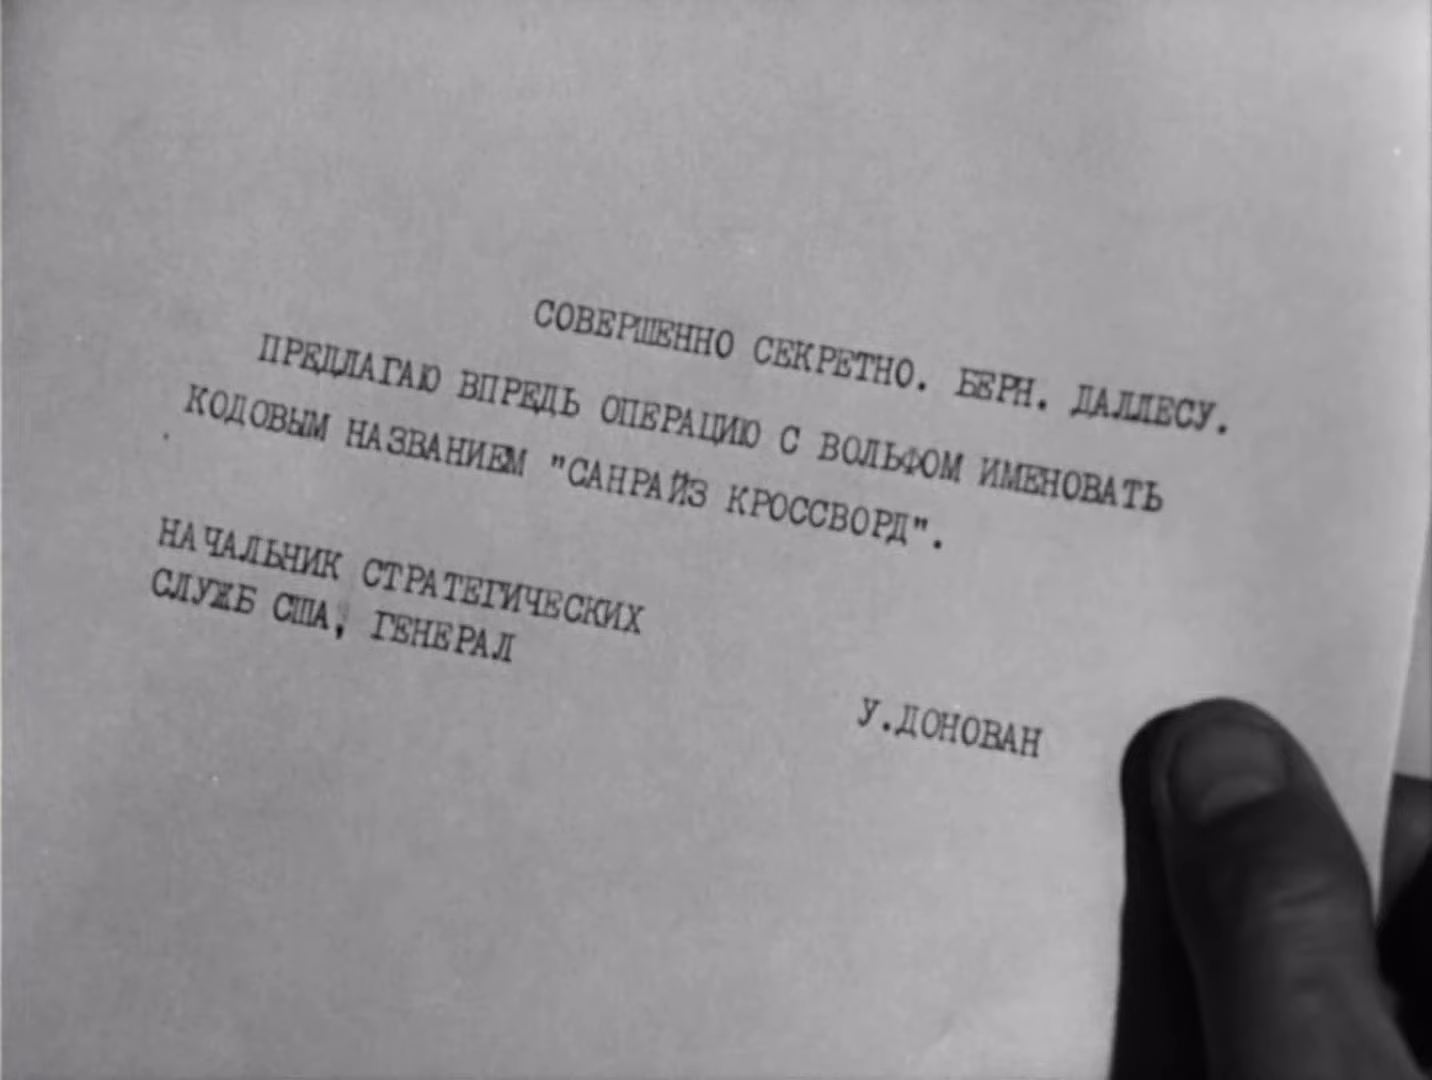 СОВЕРШЕННО СЕКРЕТНО. БЕРН. ДАЛЛЕСУ.
ПРЕДЛАГАЮ ВПРЕДЬ ОПЕРАЦИЮ С ВОЛЬФОМ ИМЕНОВАТЬ
КОДОВЫМ НАЗВАНИЕМ "САНРАЙЗ КРОССВОРД".
НАЧАЛЬНИК СТРАТЕГИЧЕСКИХ
СЛУЖБ США, ГЕНЕРАЛ
У.ДОНОВАН